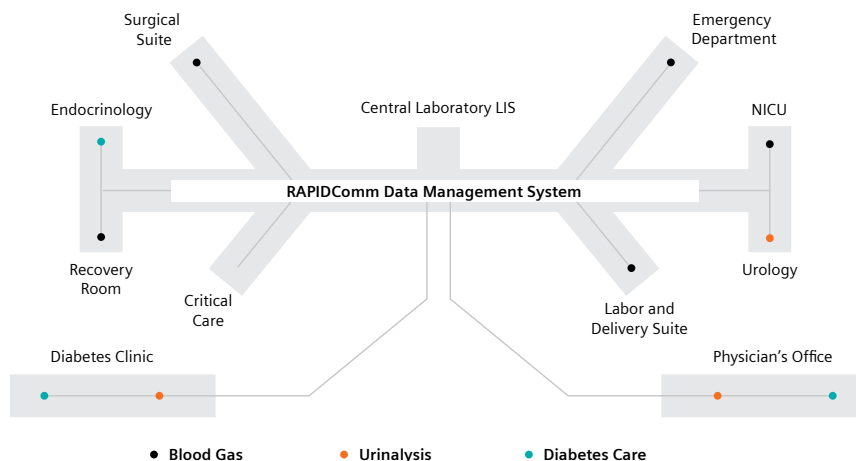 Surgical
Suite
Emergency
Department
Endocrinology
Central Laboratory LIS
NICU
RAPIDComm Data Management System
Recovery
Room
Critical
Care
Labor and
Delivery Suite
Urology
Diabetes Clinic
Physician’s Office
Blood Gas
Urinalysis
Diabetes Care